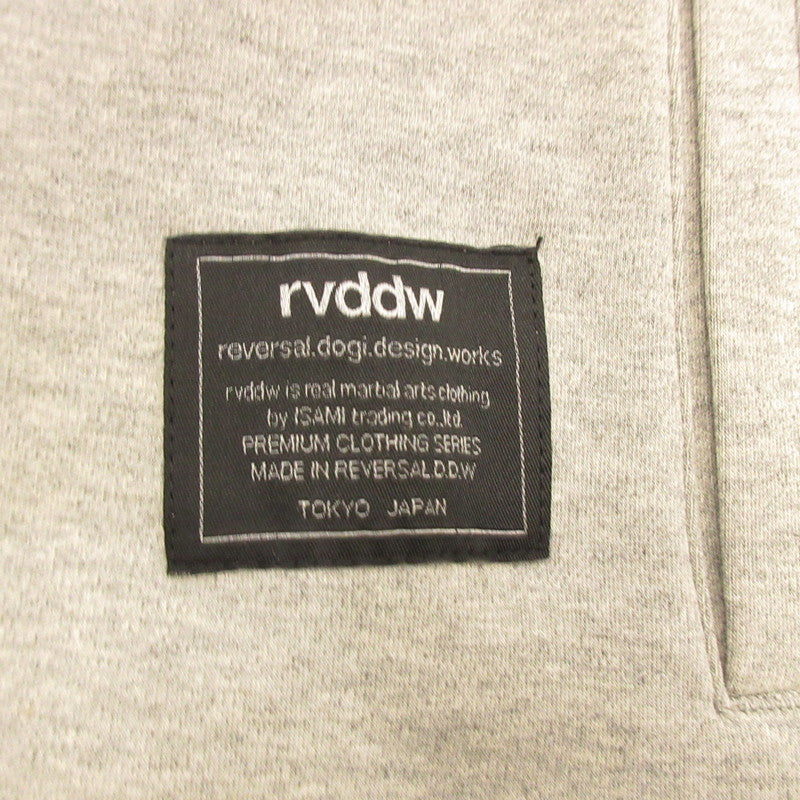 rvddw
reversal.dogi.design.works
rvddw is real martial arts clothing
by ISAMI trading co.,ltd.
PREMIUM CLOTHING SERIES
MADE IN REVERSAL.D.D.W
TOKYO JAPAN